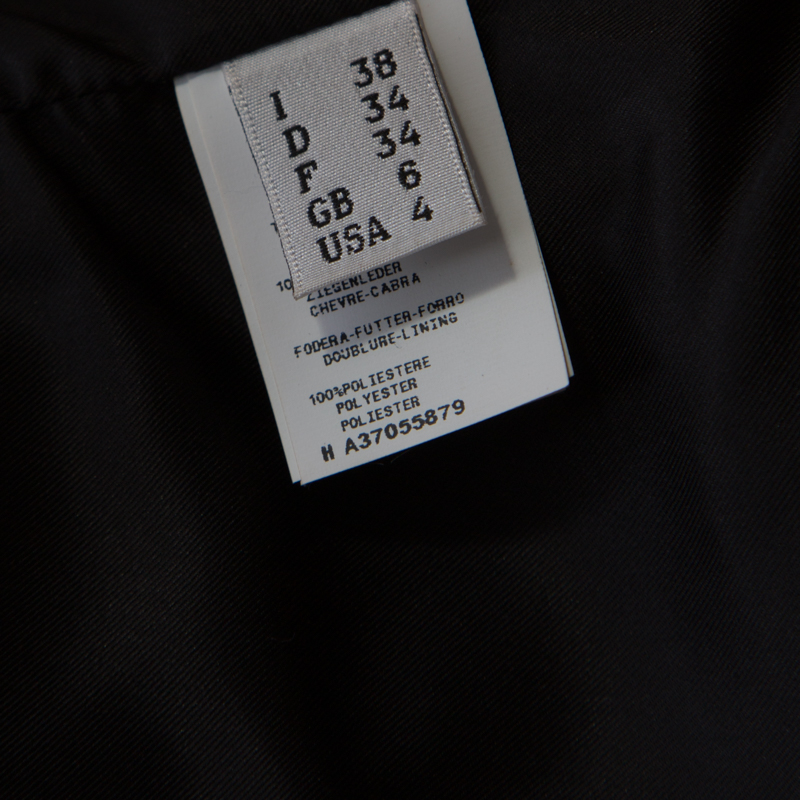 I 38
D 34
F 34
GB 6
USA 4
10
ZIEGENLEDER
CHEVRE-CABRA
FODERA-FUTTER-FORRO
DOUBLURE-LINING
100%POLIESTERE
POLYESTER
POLIESTER
H A37055879